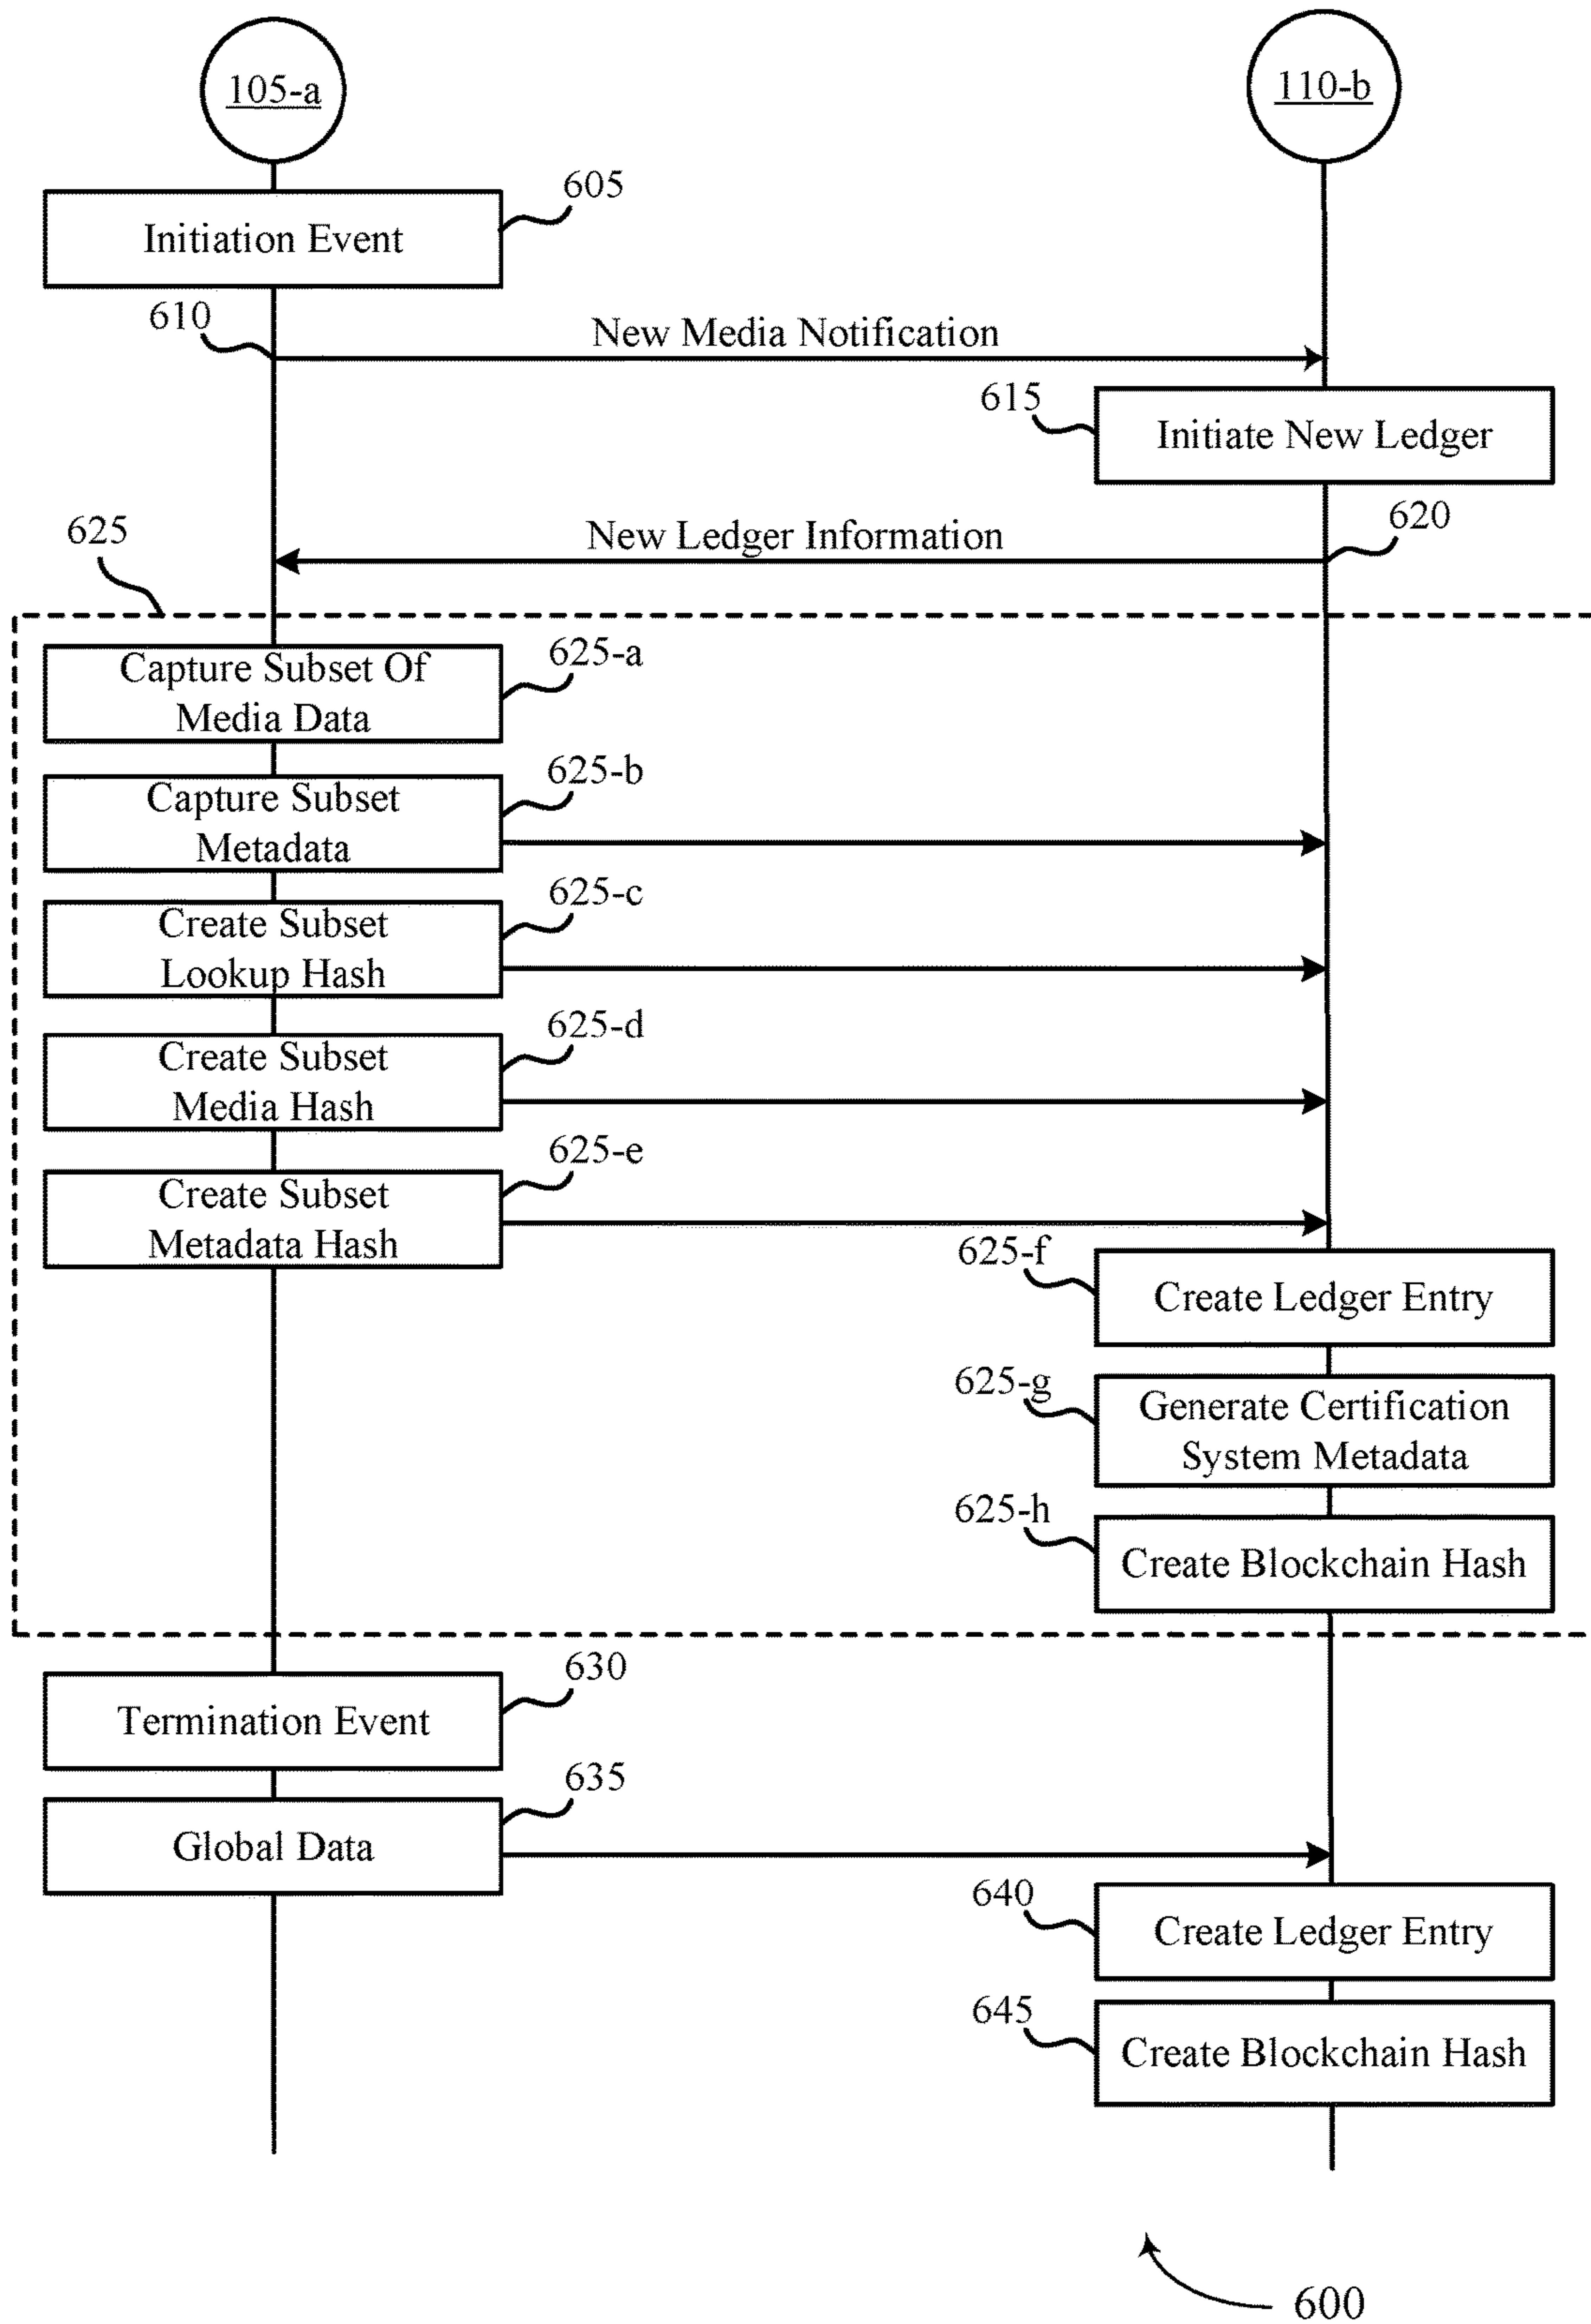 105-a
110-b
605
Initiation Event
610
New Media Notification
615
Initiate New Ledger
620
New Ledger Information
625
625-a
Capture Subset Of
Media Data
625-b
Capture Subset
Metadata
625-c
Create Subset
Lookup Hash
625-d
Create Subset
Media Hash
625-e
Create Subset
Metadata Hash
625-f
Create Ledger Entry
625-g
Generate Certification
System Metadata
625-h
Create Blockchain Hash
630
Termination Event
635
Global Data
640
Create Ledger Entry
645
Create Blockchain Hash
600